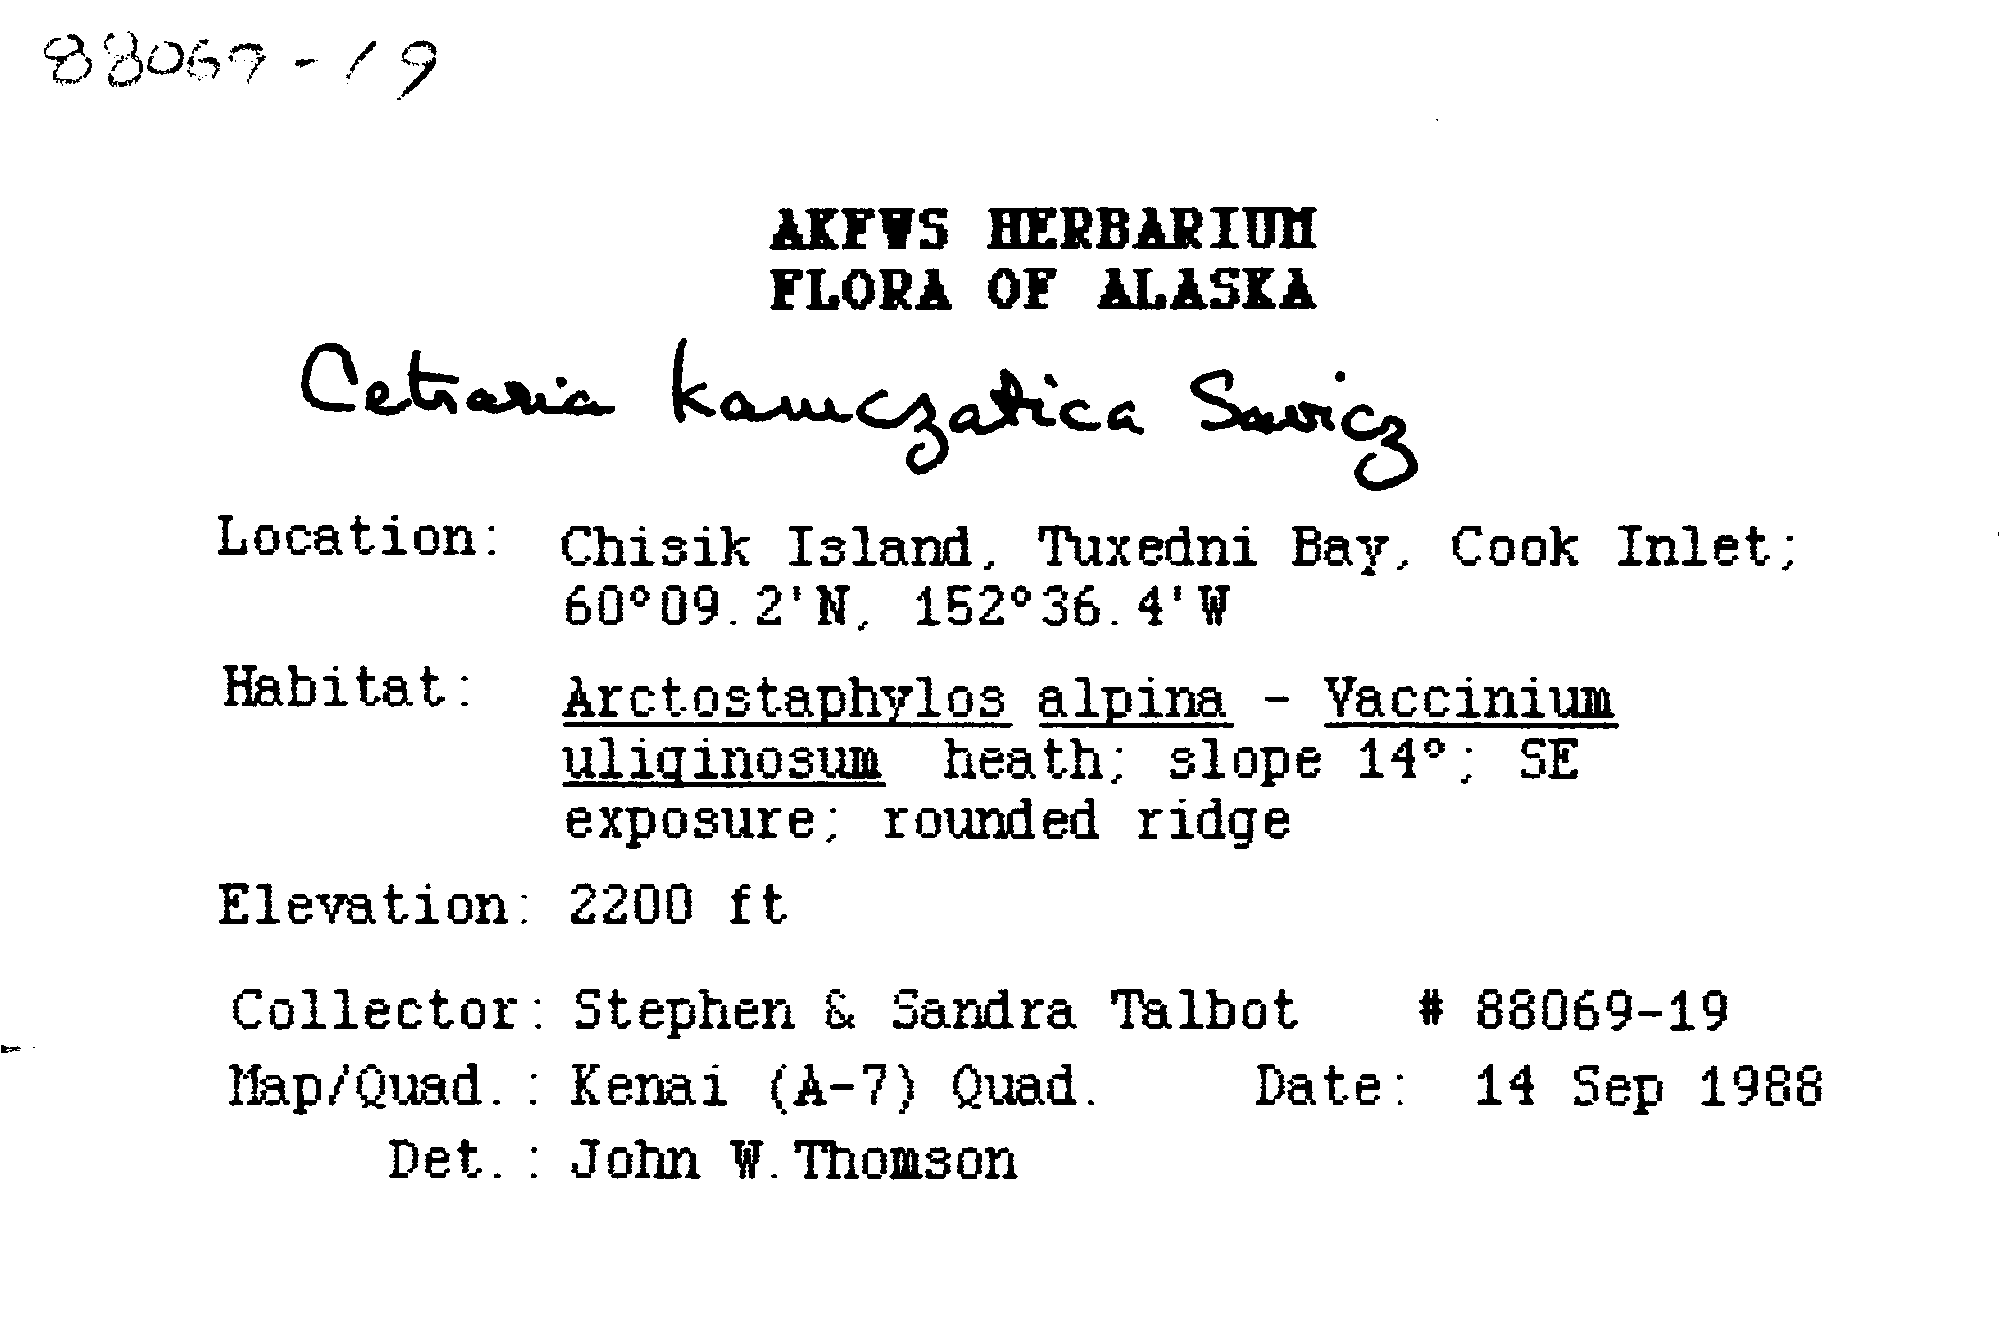 88069-19
AKFWS HERBARIUM
FLORA OF ALASKA
Cetraria kamczatica Savicz
Location: Chisik Island, Tuxedni Bay, Cook Inlet;
60°09.2'N, 152°36.4'W
Habitat: Arctostaphylos alpina - Vaccinium
uliginosum heath; slope 14°; SE
exposure; rounded ridge
Elevation: 2200 ft
Collector: Stephen & Sandra Talbot # 88069-19
Map/Quad.: Kenai (A-7) Quad. Date: 14 Sep 1988
Det.: John W. Thomson